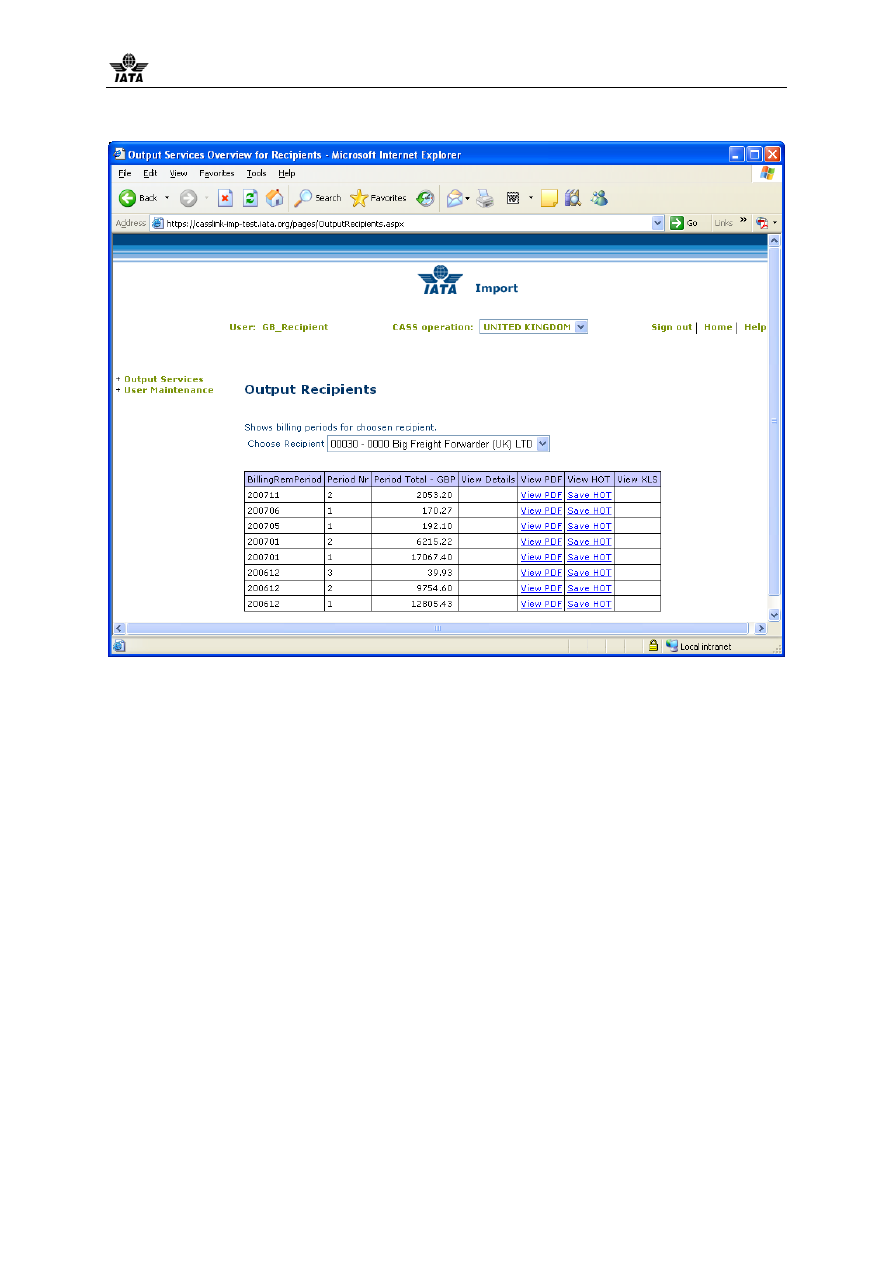 IATA
Output Services Overview for Recipients - Microsoft Internet Explorer
File Edit View Favorites Tools Help
Back Search Favorites
Address https://casslink-imp-test.iata.org/pages/OutputRecipients.aspx Go Links »
IATA Import
User: GB_Recipient CASS operation: UNITED KINGDOM Sign out | Home | Help
+ Output Services
+ User Maintenance
Output Recipients
Shows billing periods for choosen recipient.
Choose Recipient 00030 - 0000 Big Freight Forwarder (UK) LTD
BillingRemPeriod Period Nr Period Total - GBP View Details View PDF View HOT View XLS
200711 2 2053.20 View PDF Save HOT
200706 1 170.27 View PDF Save HOT
200705 1 192.10 View PDF Save HOT
200701 2 6215.22 View PDF Save HOT
200701 1 17067.40 View PDF Save HOT
200612 3 39.93 View PDF Save HOT
200612 2 9754.60 View PDF Save HOT
200612 1 12805.43 View PDF Save HOT
Local intranet